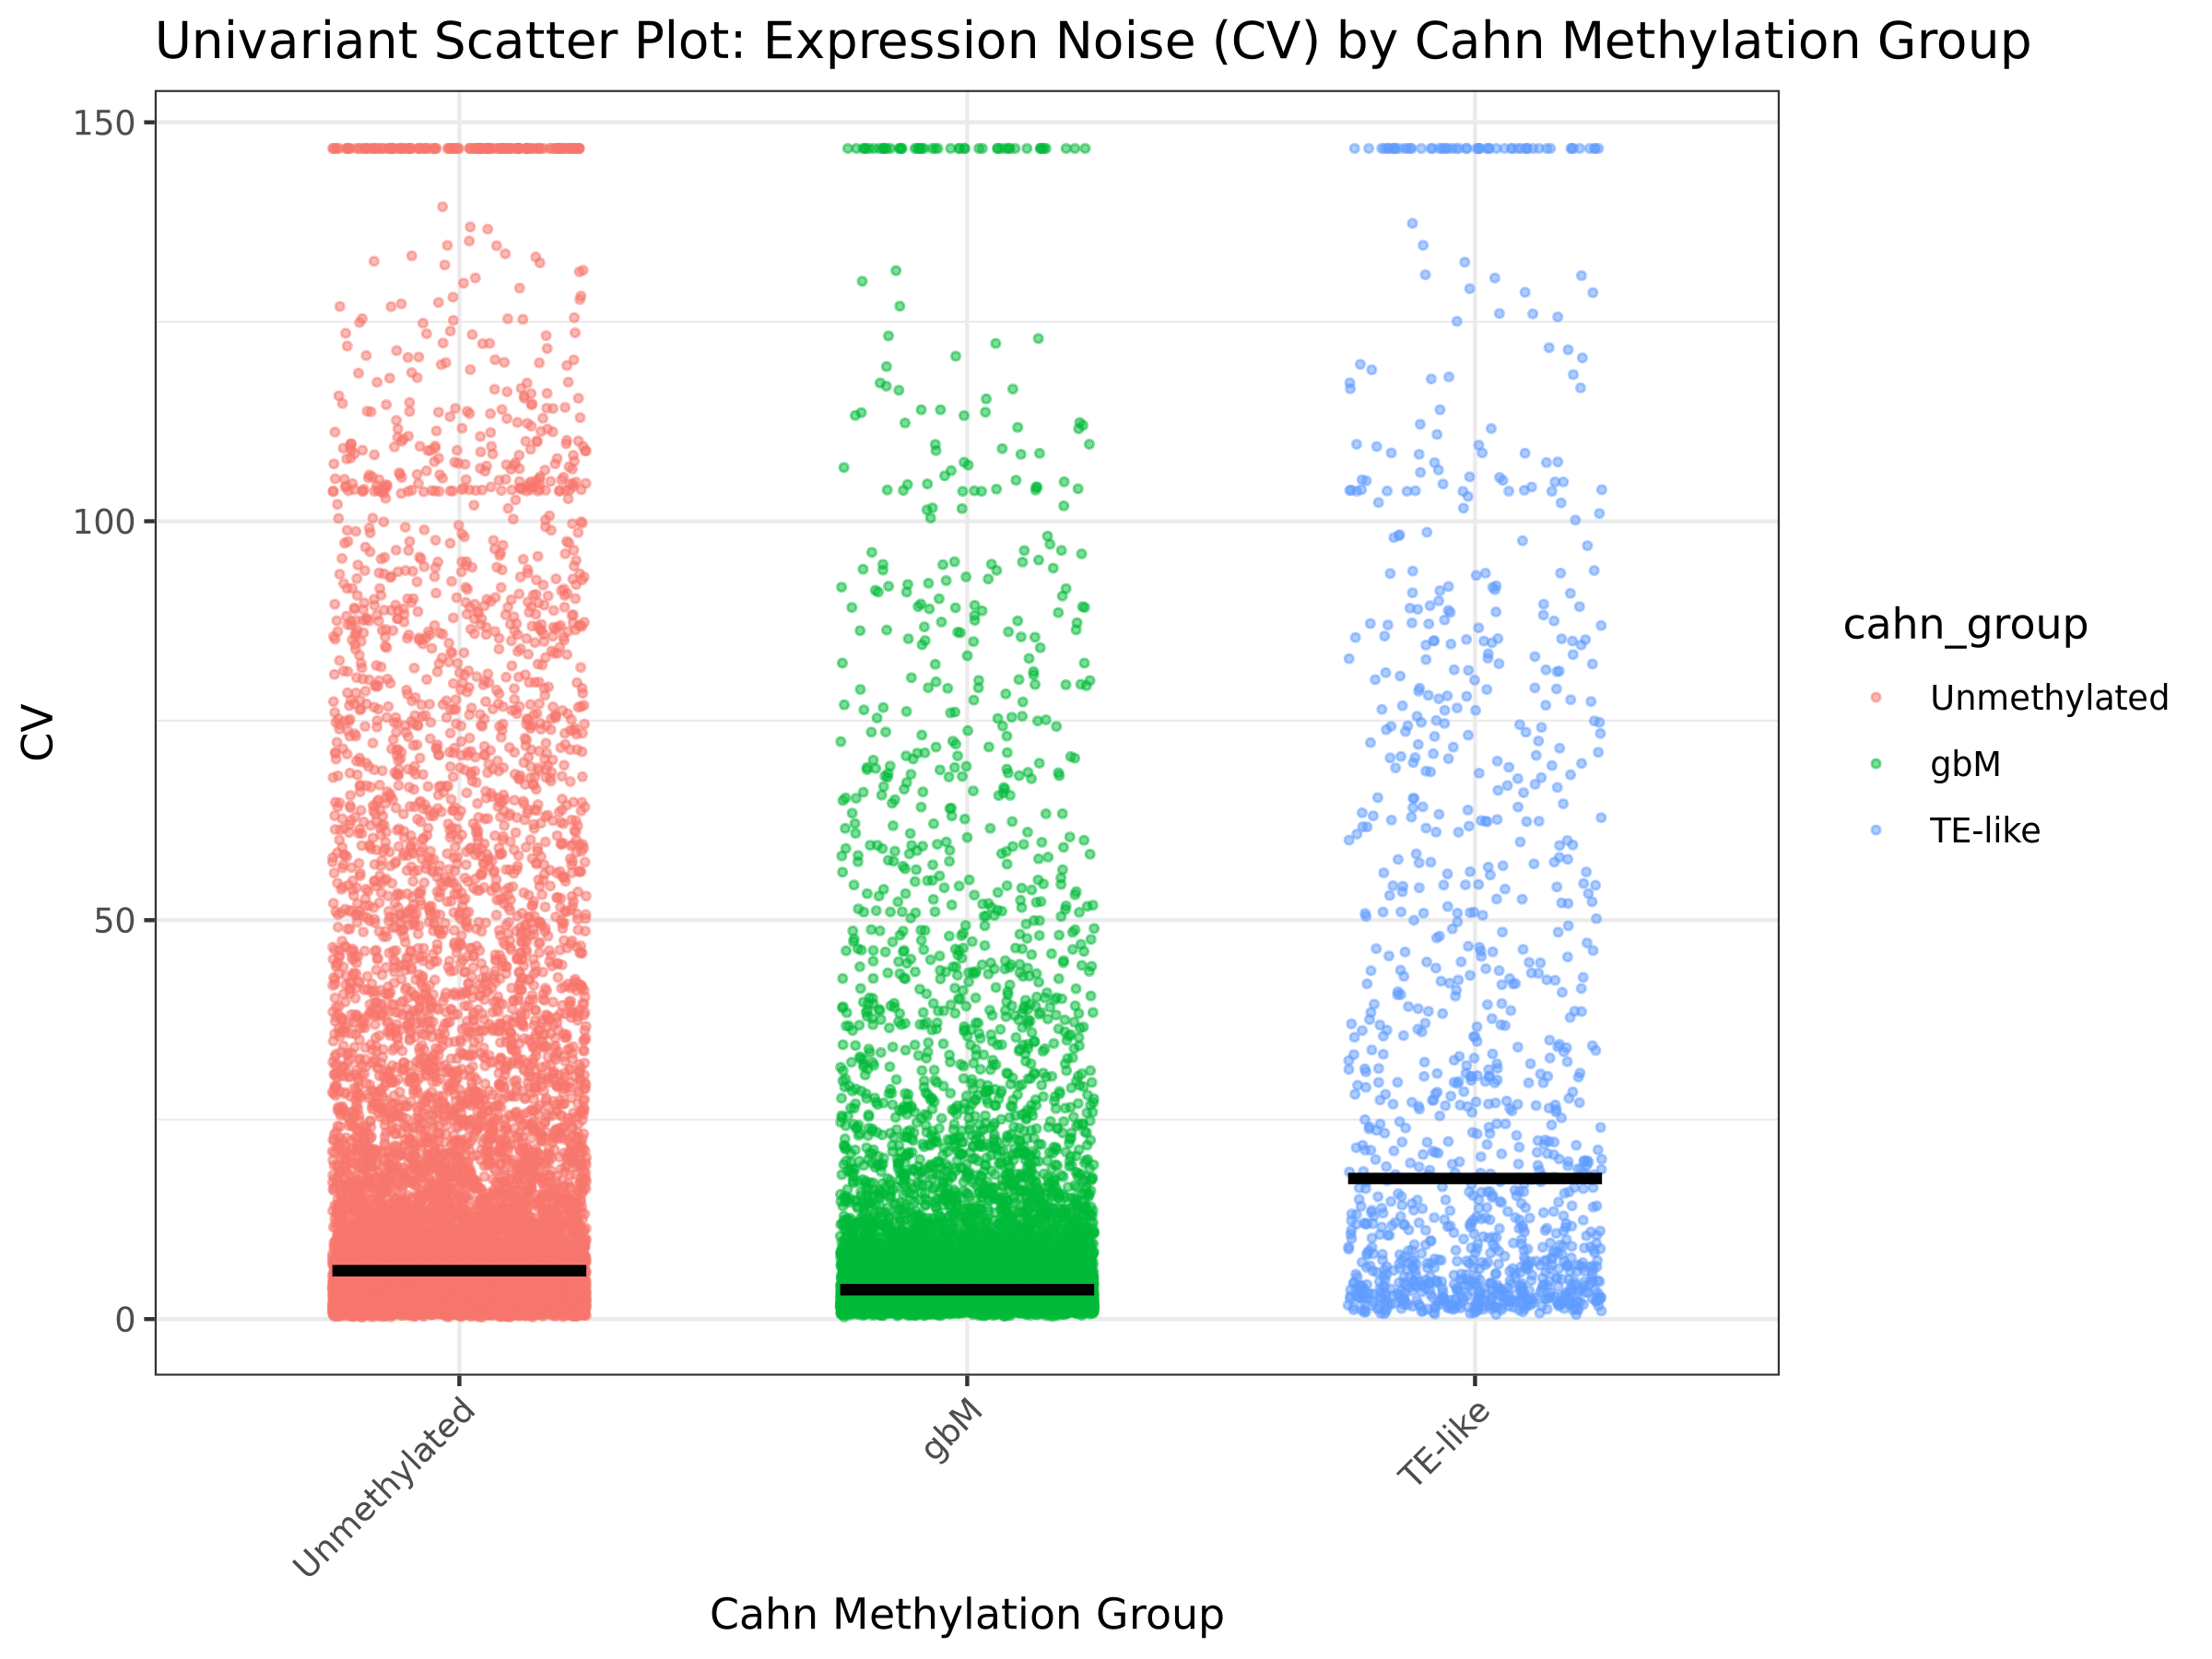 Univariant Scatter Plot: Expression Noise (CV) by Cahn Methylation Group
150
100
50
0
CV
Unmethylated
gbM
TE-like
Cahn Methylation Group
cahn_group
Unmethylated
gbM
TE-like